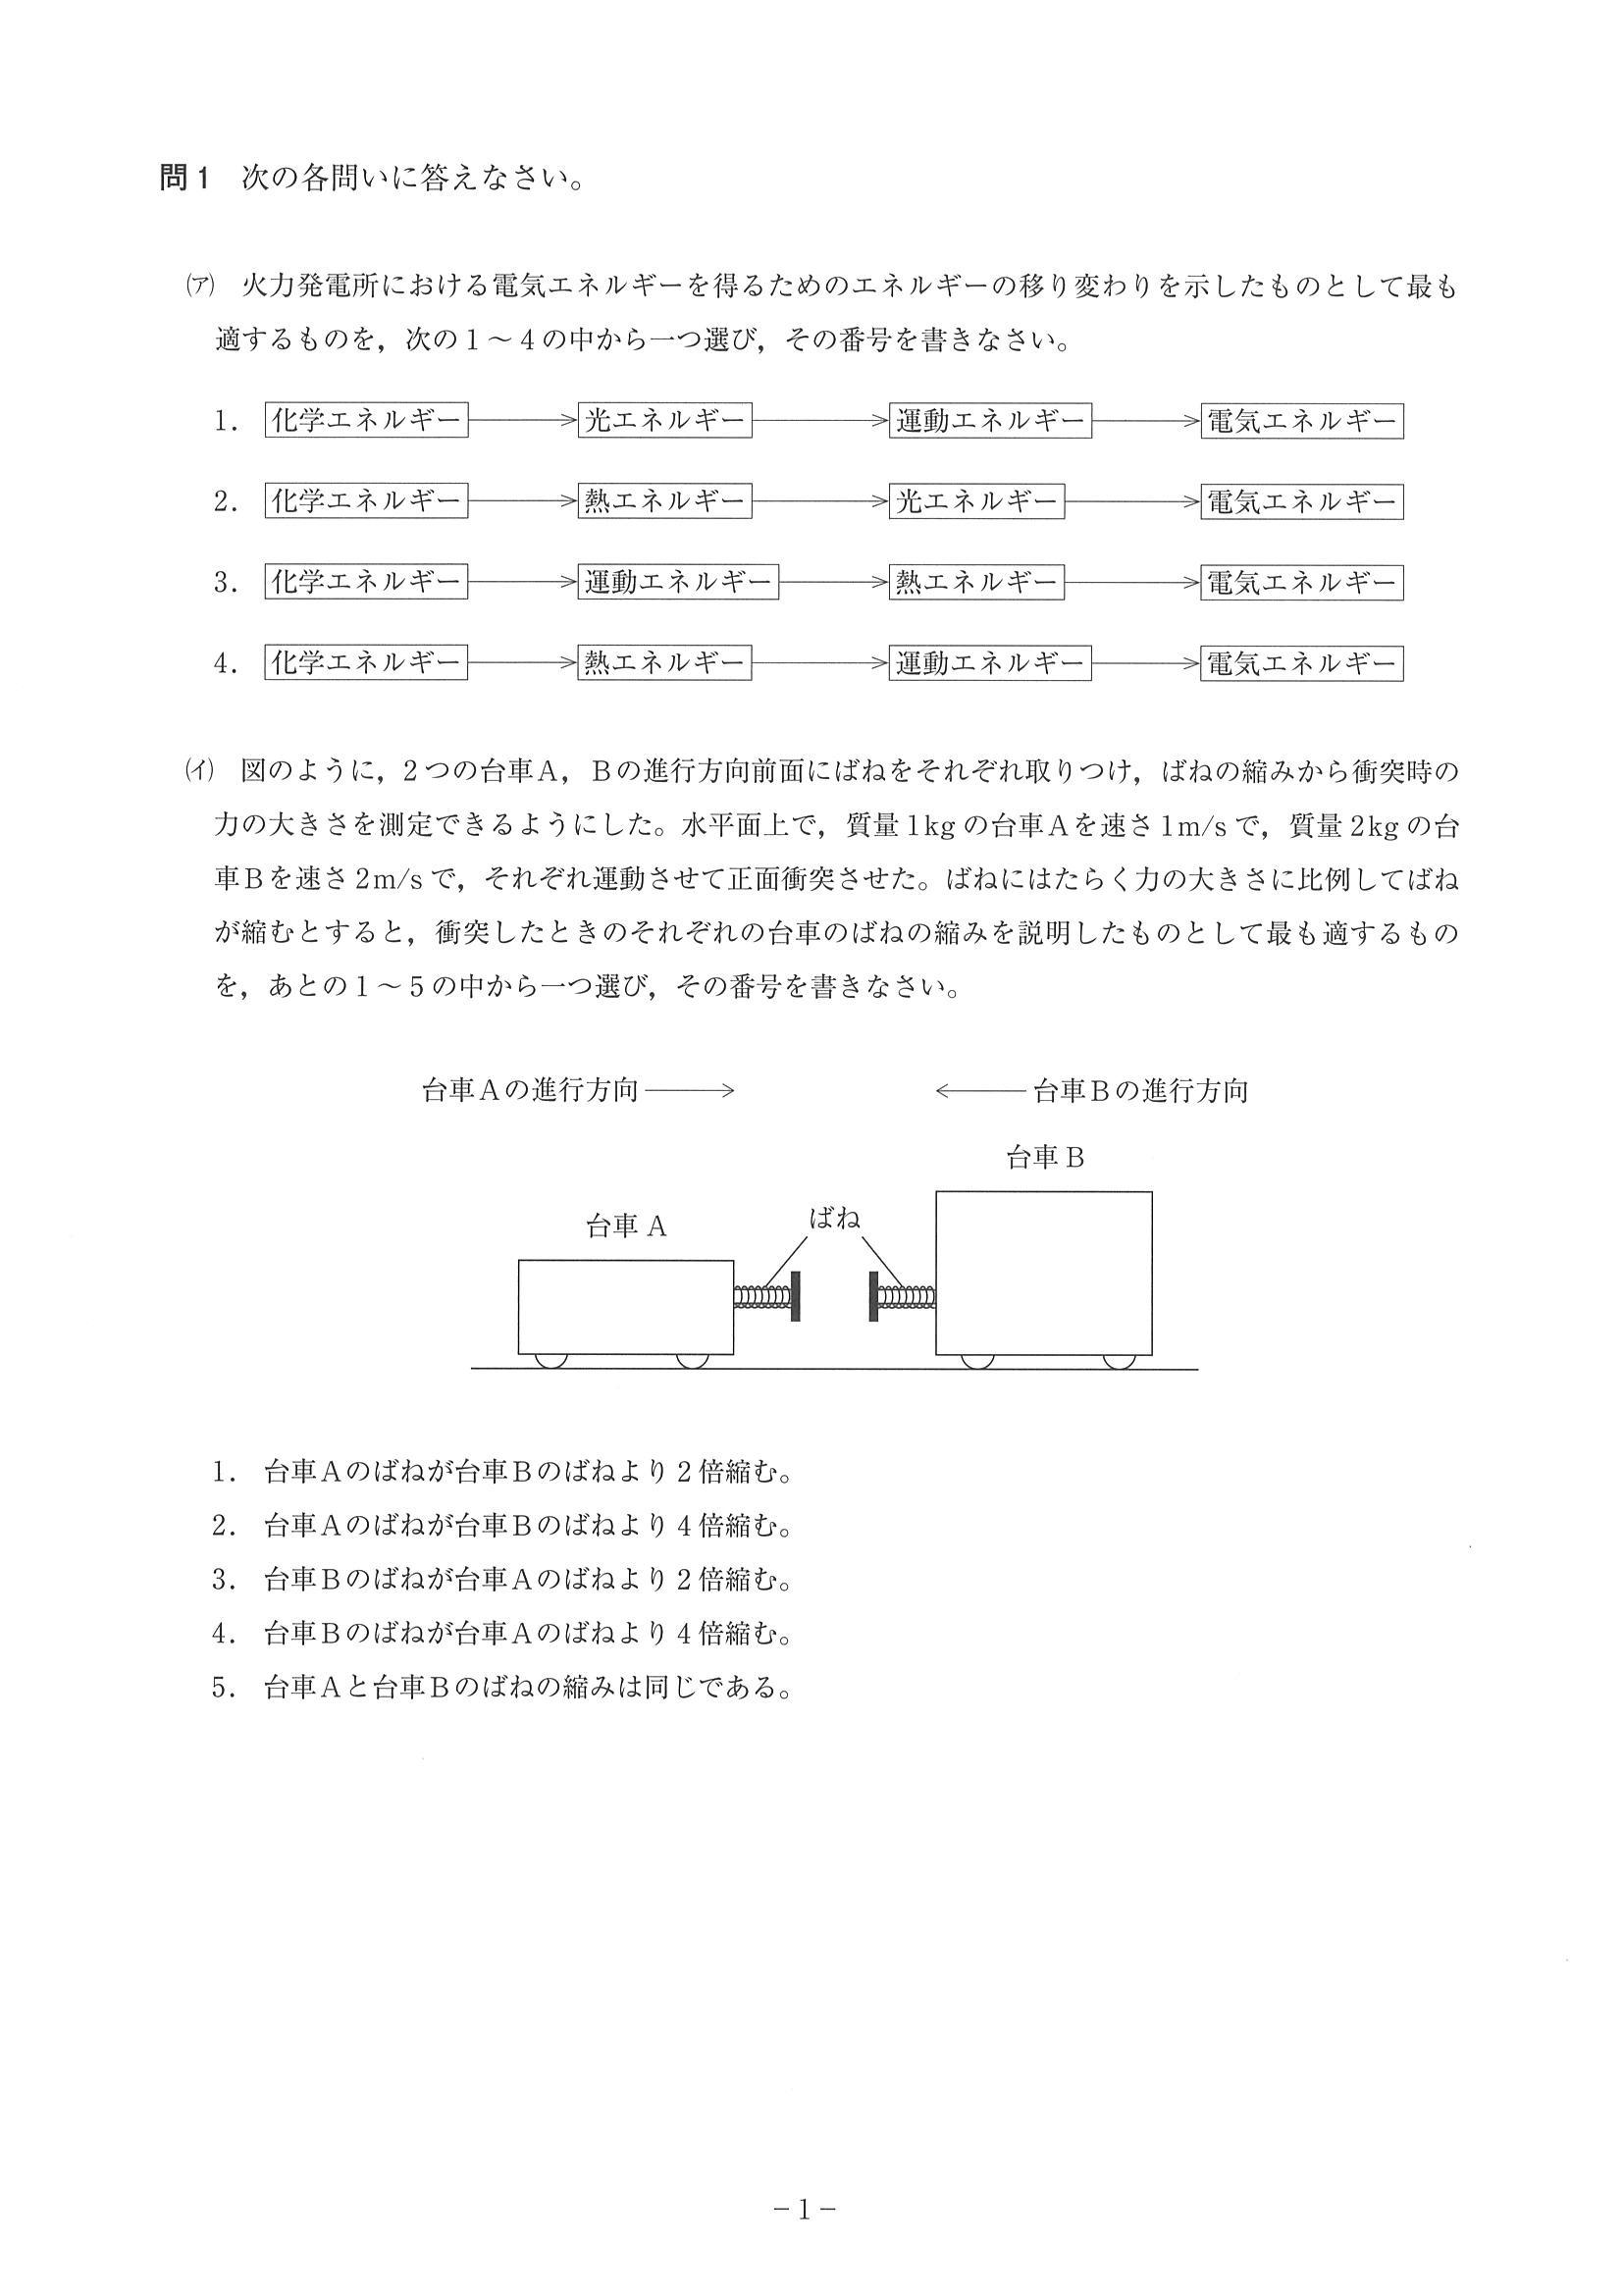 問1 次の各問いに答えなさい。
(ア) 火力発電所における電気エネルギーを得るためのエネルギーの移り変わりを示したものとして最も
適するものを，次の1～4の中から一つ選び，その番号を書きなさい。
1. 化学エネルギー → 光エネルギー → 運動エネルギー → 電気エネルギー
2. 化学エネルギー → 熱エネルギー → 光エネルギー → 電気エネルギー
3. 化学エネルギー → 運動エネルギー → 熱エネルギー → 電気エネルギー
4. 化学エネルギー → 熱エネルギー → 運動エネルギー → 電気エネルギー
(イ) 図のように，2つの台車A，Bの進行方向前面にばねをそれぞれ取りつけ，ばねの縮みから衝突時の
力の大きさを測定できるようにした。水平面上で，質量1kgの台車Aを速さ1m/sで，質量2kgの台
車Bを速さ2m/sで，それぞれ運動させて正面衝突させた。ばねにはたらく力の大きさに比例してばね
が縮むとすると，衝突したときのそれぞれの台車のばねの縮みを説明したものとして最も適するもの
を，あとの1～5の中から一つ選び，その番号を書きなさい。
台車Aの進行方向 → ← 台車Bの進行方向
台車B
台車A
ばね
1. 台車Aのばねが台車Bのばねより2倍縮む。
2. 台車Aのばねが台車Bのばねより4倍縮む。
3. 台車Bのばねが台車Aのばねより2倍縮む。
4. 台車Bのばねが台車Aのばねより4倍縮む。
5. 台車Aと台車Bのばねの縮みは同じである。
－1－